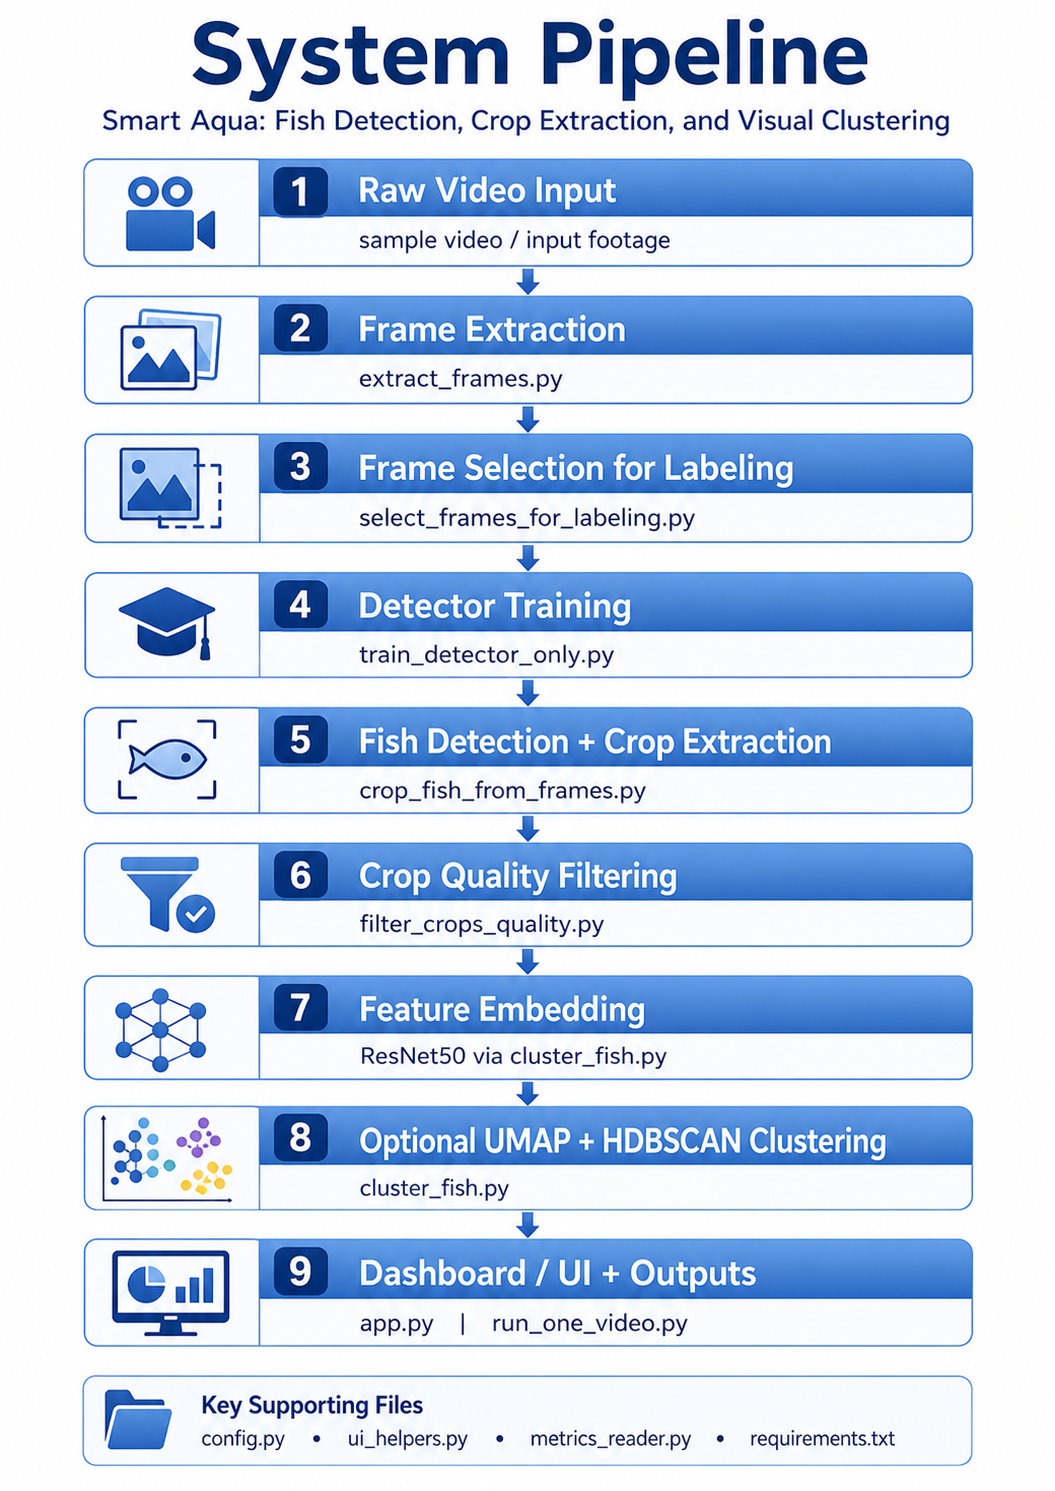 System Pipeline
Smart Aqua: Fish Detection, Crop Extraction, and Visual Clustering
1 Raw Video Input
sample video / input footage
2 Frame Extraction
extract_frames.py
3 Frame Selection for Labeling
select_frames_for_labeling.py
4 Detector Training
train_detector_only.py
5 Fish Detection + Crop Extraction
crop_fish_from_frames.py
6 Crop Quality Filtering
filter_crops_quality.py
7 Feature Embedding
ResNet50 via cluster_fish.py
8 Optional UMAP + HDBSCAN Clustering
cluster_fish.py
9 Dashboard / UI + Outputs
app.py | run_one_video.py
Key Supporting Files
config.py • ui_helpers.py • metrics_reader.py • requirements.txt